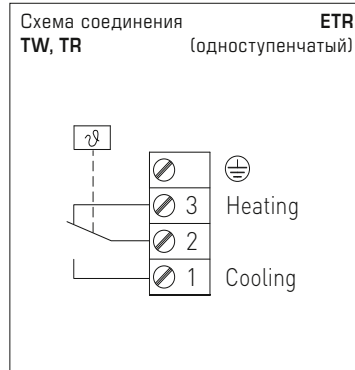 Схема соединения ETR
TW, TR (одноступенчатый)
ϑ
3 Heating
2
1 Cooling